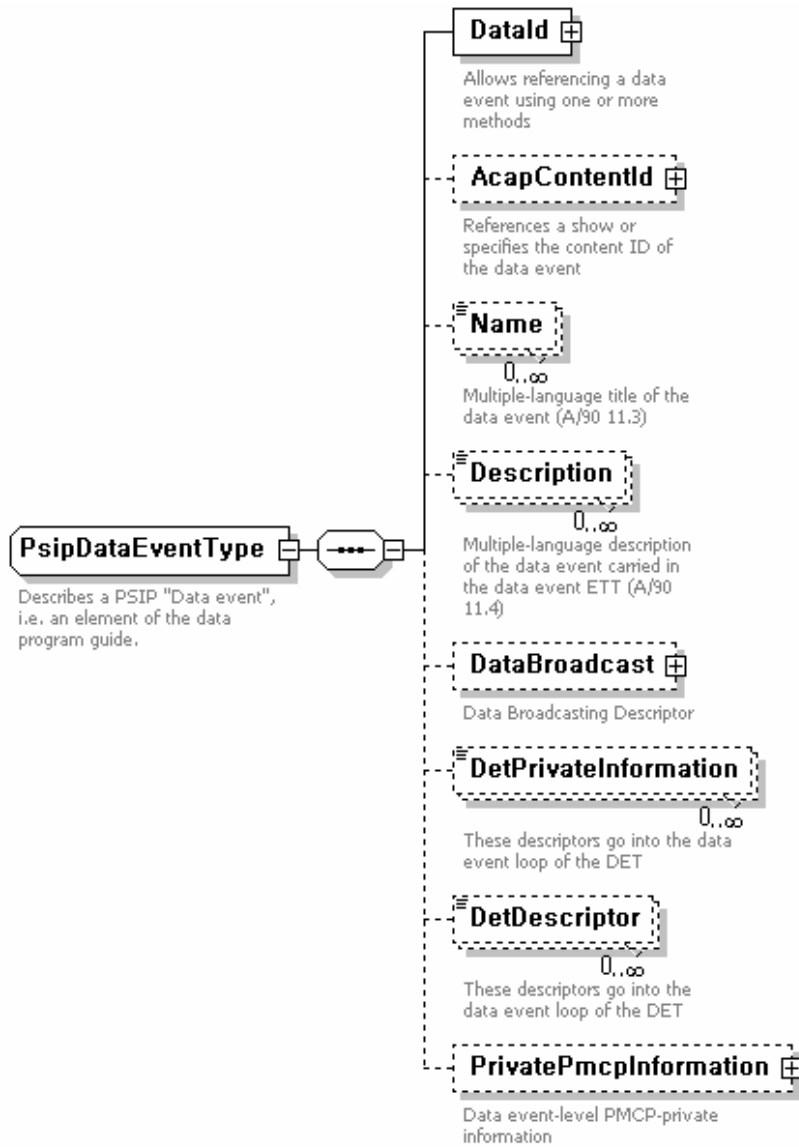 DataId
Allows referencing a data
event using one or more
methods
AcapContentId
References a show or
specifies the content ID of
the data event
Name
0..∞
Multiple-language title of the
data event (A/90 11.3)
Description
0..∞
Multiple-language description
of the data event carried in
the data event ETT (A/90
11.4)
PsipDataEventType
Describes a PSIP "Data event",
i.e. an element of the data
program guide.
DataBroadcast
Data Broadcasting Descriptor
DetPrivateInformation
0..∞
These descriptors go into the data
event loop of the DET
DetDescriptor
0..∞
These descriptors go into the
data event loop of the DET
PrivatePmcpInformation
Data event-level PMCP-private
information